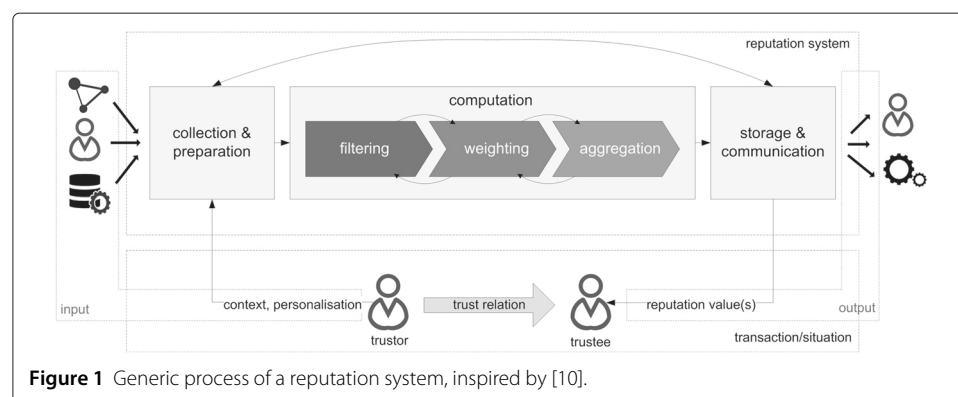 reputation system
computation
collection &
preparation
filtering
weighting
aggregation
storage &
communication
input
context, personalisation
trust relation
reputation value(s)
output
trustor
trustee
transaction/situation
Figure 1 Generic process of a reputation system, inspired by [10].